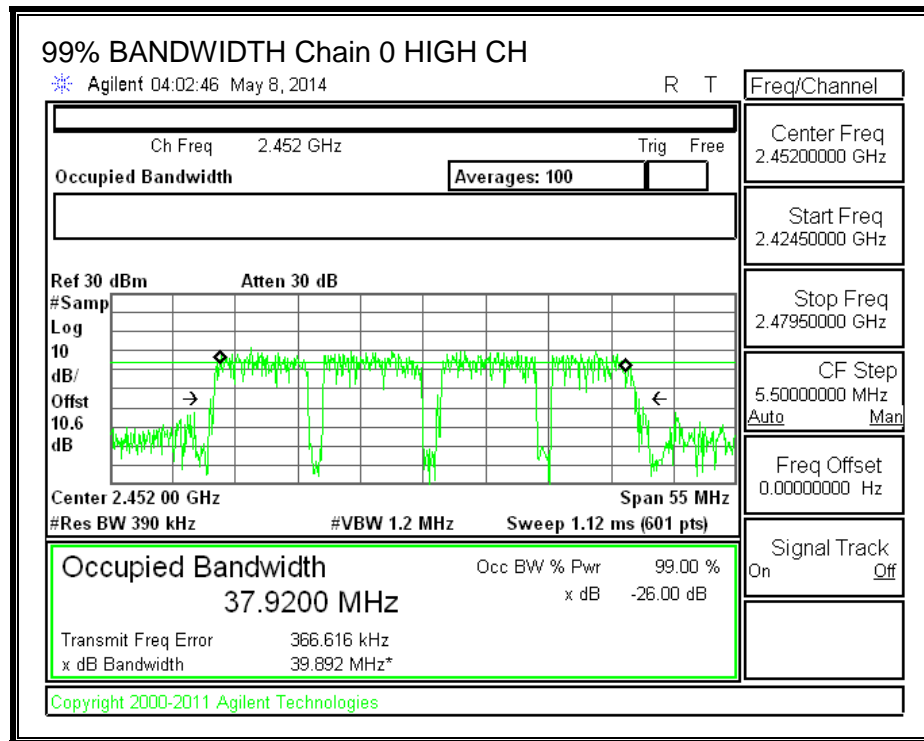 99% BANDWIDTH Chain 0 HIGH CH
Agilent 04:02:46 May 8, 2014 R T
Freq/Channel
Ch Freq 2.452 GHz Trig Free
Occupied Bandwidth Averages: 100
Center Freq
2.45200000 GHz
Start Freq
2.42450000 GHz
Stop Freq
2.47950000 GHz
CF Step
5.50000000 MHz
Auto Man
Freq Offset
0.00000000 Hz
Signal Track
On Off
Ref 30 dBm Atten 30 dB
#Samp
Log
10
dB/
Offst
10.6
dB
Center 2.452 00 GHz Span 55 MHz
#Res BW 390 kHz #VBW 1.2 MHz Sweep 1.12 ms (601 pts)
Occupied Bandwidth Occ BW % Pwr 99.00 %
37.9200 MHz x dB -26.00 dB
Transmit Freq Error 366.616 kHz
x dB Bandwidth 39.892 MHz*
Copyright 2000-2011 Agilent Technologies